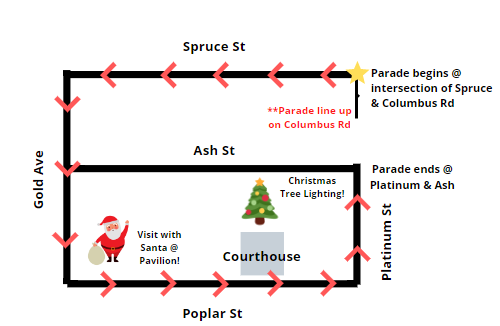 Spruce St
Parade begins @
intersection of Spruce
& Columbus Rd
**Parade line up
on Columbus Rd
Ash St
Parade ends @
Platinum & Ash
Christmas
Tree Lighting!
Gold Ave
Visit with
Santa @
Pavilion!
Courthouse
Platinum St
Poplar St